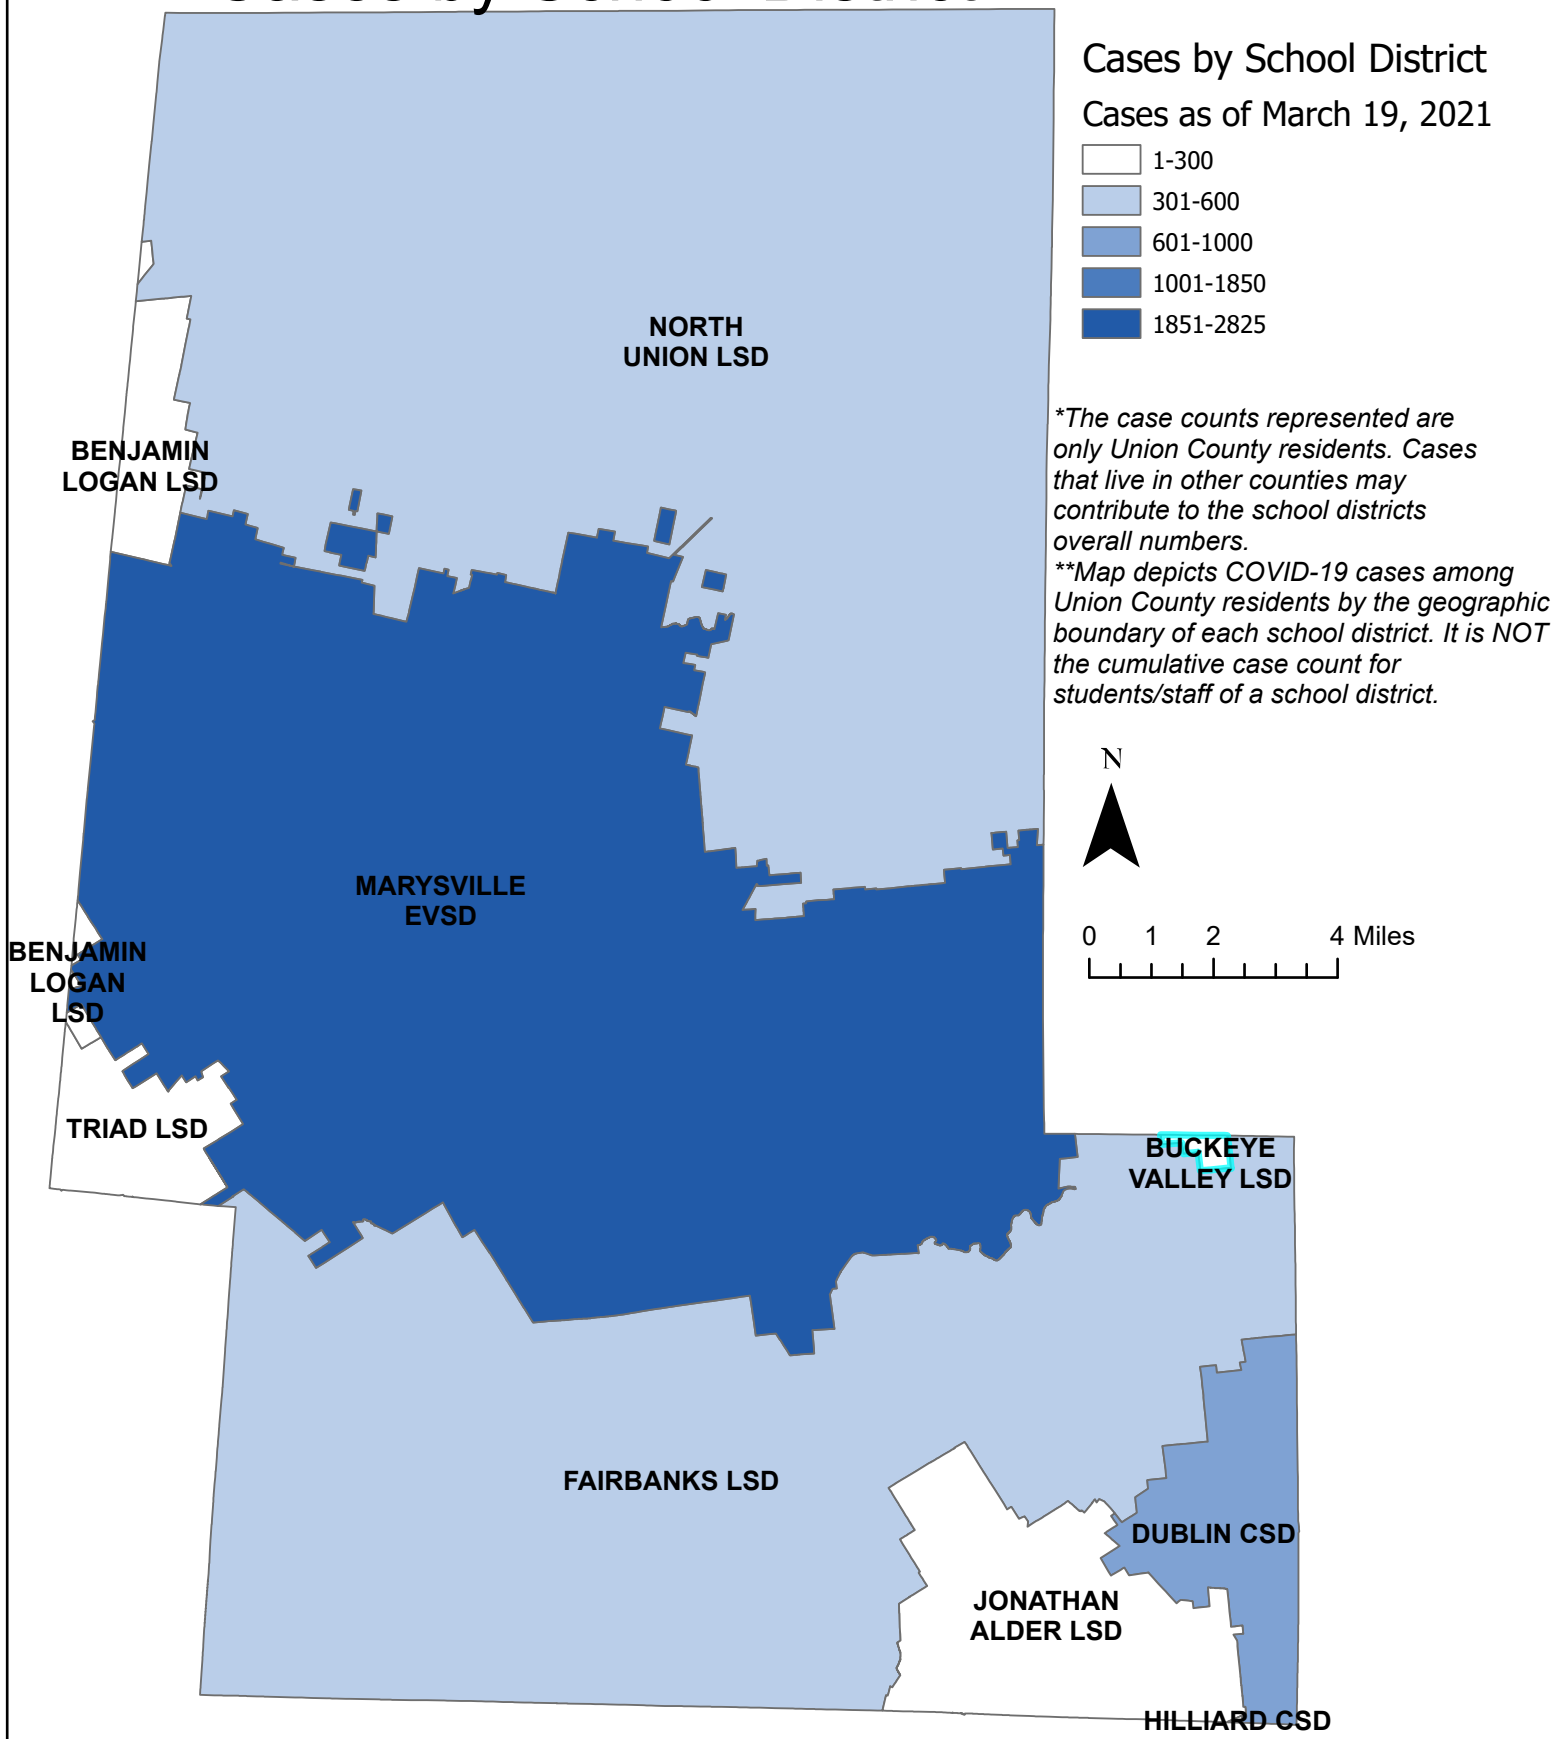 Cases by School District
Cases by School District
Cases as of March 19, 2021
1-300
301-600
601-1000
1001-1850
1851-2825
NORTH
UNION LSD
*The case counts represented are
only Union County residents. Cases
that live in other counties may
contribute to the school districts
overall numbers.
**Map depicts COVID-19 cases among
Union County residents by the geographic
boundary of each school district. It is NOT
the cumulative case count for
students/staff of a school district.
BENJAMIN
LOGAN LSD
N
MARYSVILLE
EVSD
0 1 2 4 Miles
BENJAMIN
LOGAN
LSD
TRIAD LSD
BUCKEYE
VALLEY LSD
FAIRBANKS LSD
DUBLIN CSD
JONATHAN
ALDER LSD
HILLIARD CSD